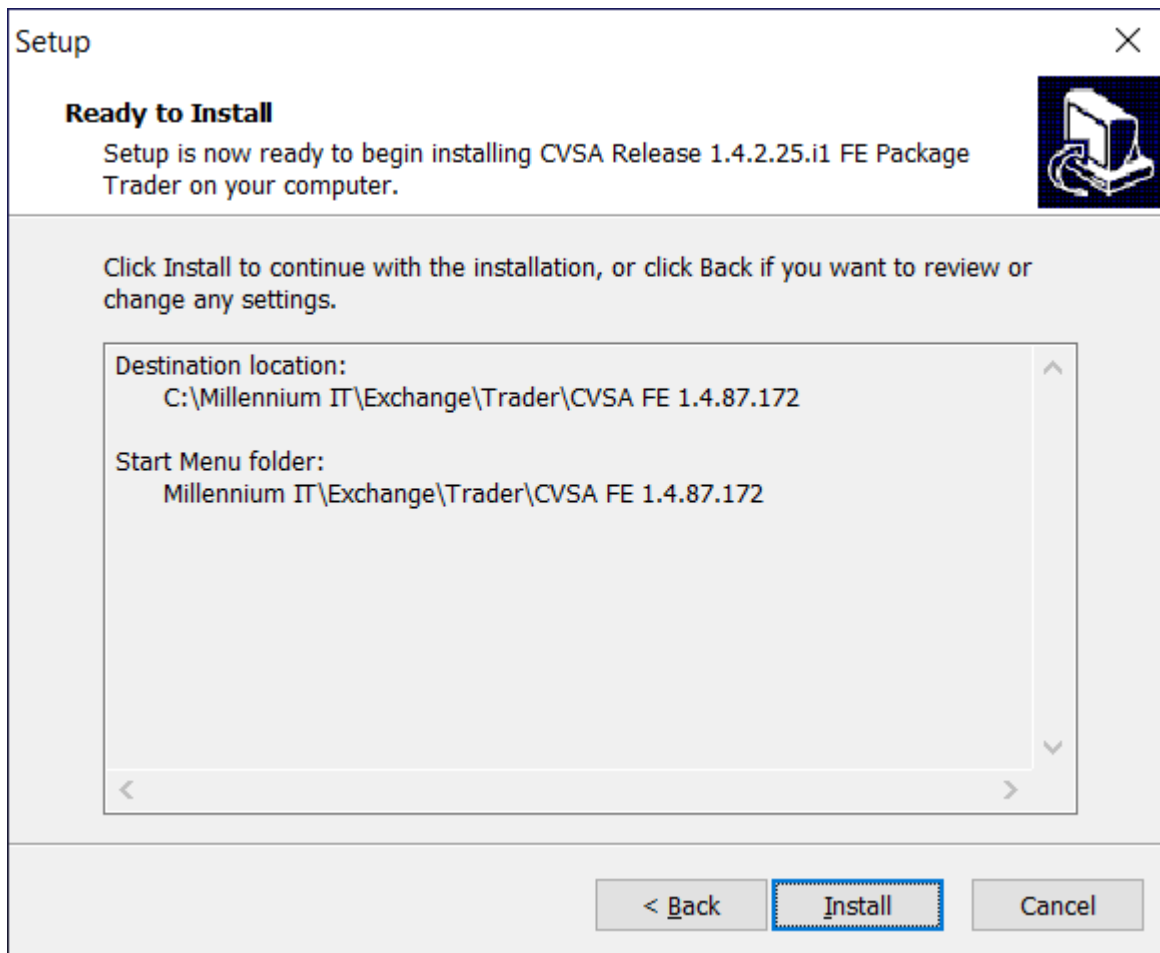 Setup
Ready to Install
Setup is now ready to begin installing CVSA Release 1.4.2.25.i1 FE Package
Trader on your computer.
Click Install to continue with the installation, or click Back if you want to review or
change any settings.
Destination location:
C:\Millennium IT\Exchange\Trader\CVSA FE 1.4.87.172
Start Menu folder:
Millennium IT\Exchange\Trader\CVSA FE 1.4.87.172
< Back
Install
Cancel